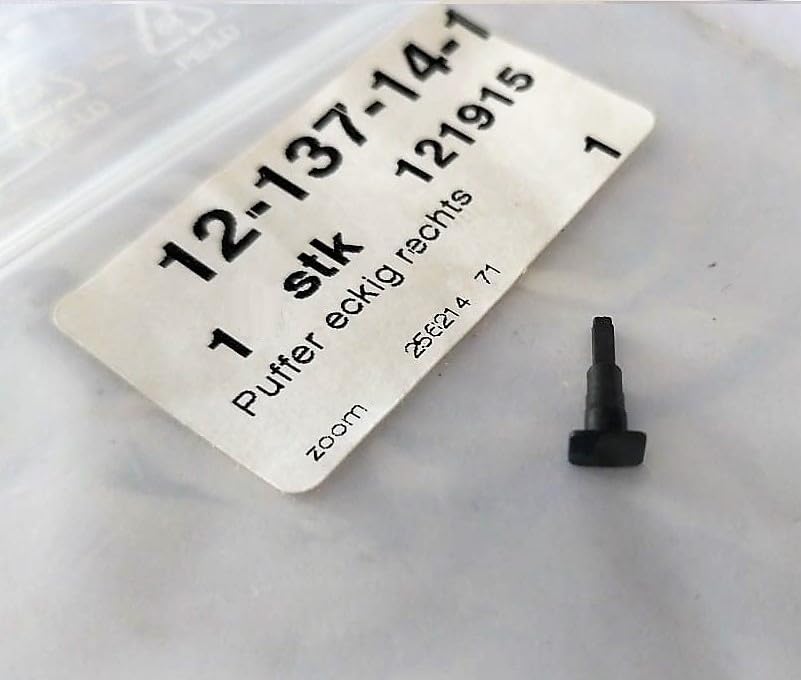 12-137-14-1
1 stk 121915
Puffer eckig rechts 1
zoom 256214 71